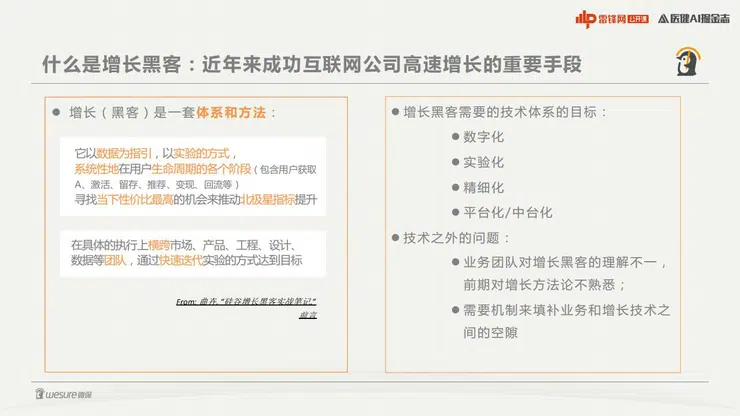 雷锋网 公开课 医健AI掘金志
什么是增长黑客：近年来成功互联网公司高速增长的重要手段
增长（黑客）是一套体系和方法：
它以数据为指引，以实验的方式，
系统性地在用户生命周期的各个阶段（包含用户获取
A、激活、留存、推荐、变现、回流等）
寻找当下性价比最高的机会来推动北极星指标提升
在具体的执行上横跨市场、产品、工程、设计、
数据等团队，通过快速迭代实验的方式达到目标
From: 曲卉, “硅谷增长黑客实战笔记,”
前言
增长黑客需要的技术体系的目标：
数字化
实验化
精细化
平台化/中台化
技术之外的问题：
业务团队对增长黑客的理解不一，
前期对增长方法论不熟悉；
需要机制来填补业务和增长技术之
间的空隙
wesure微保